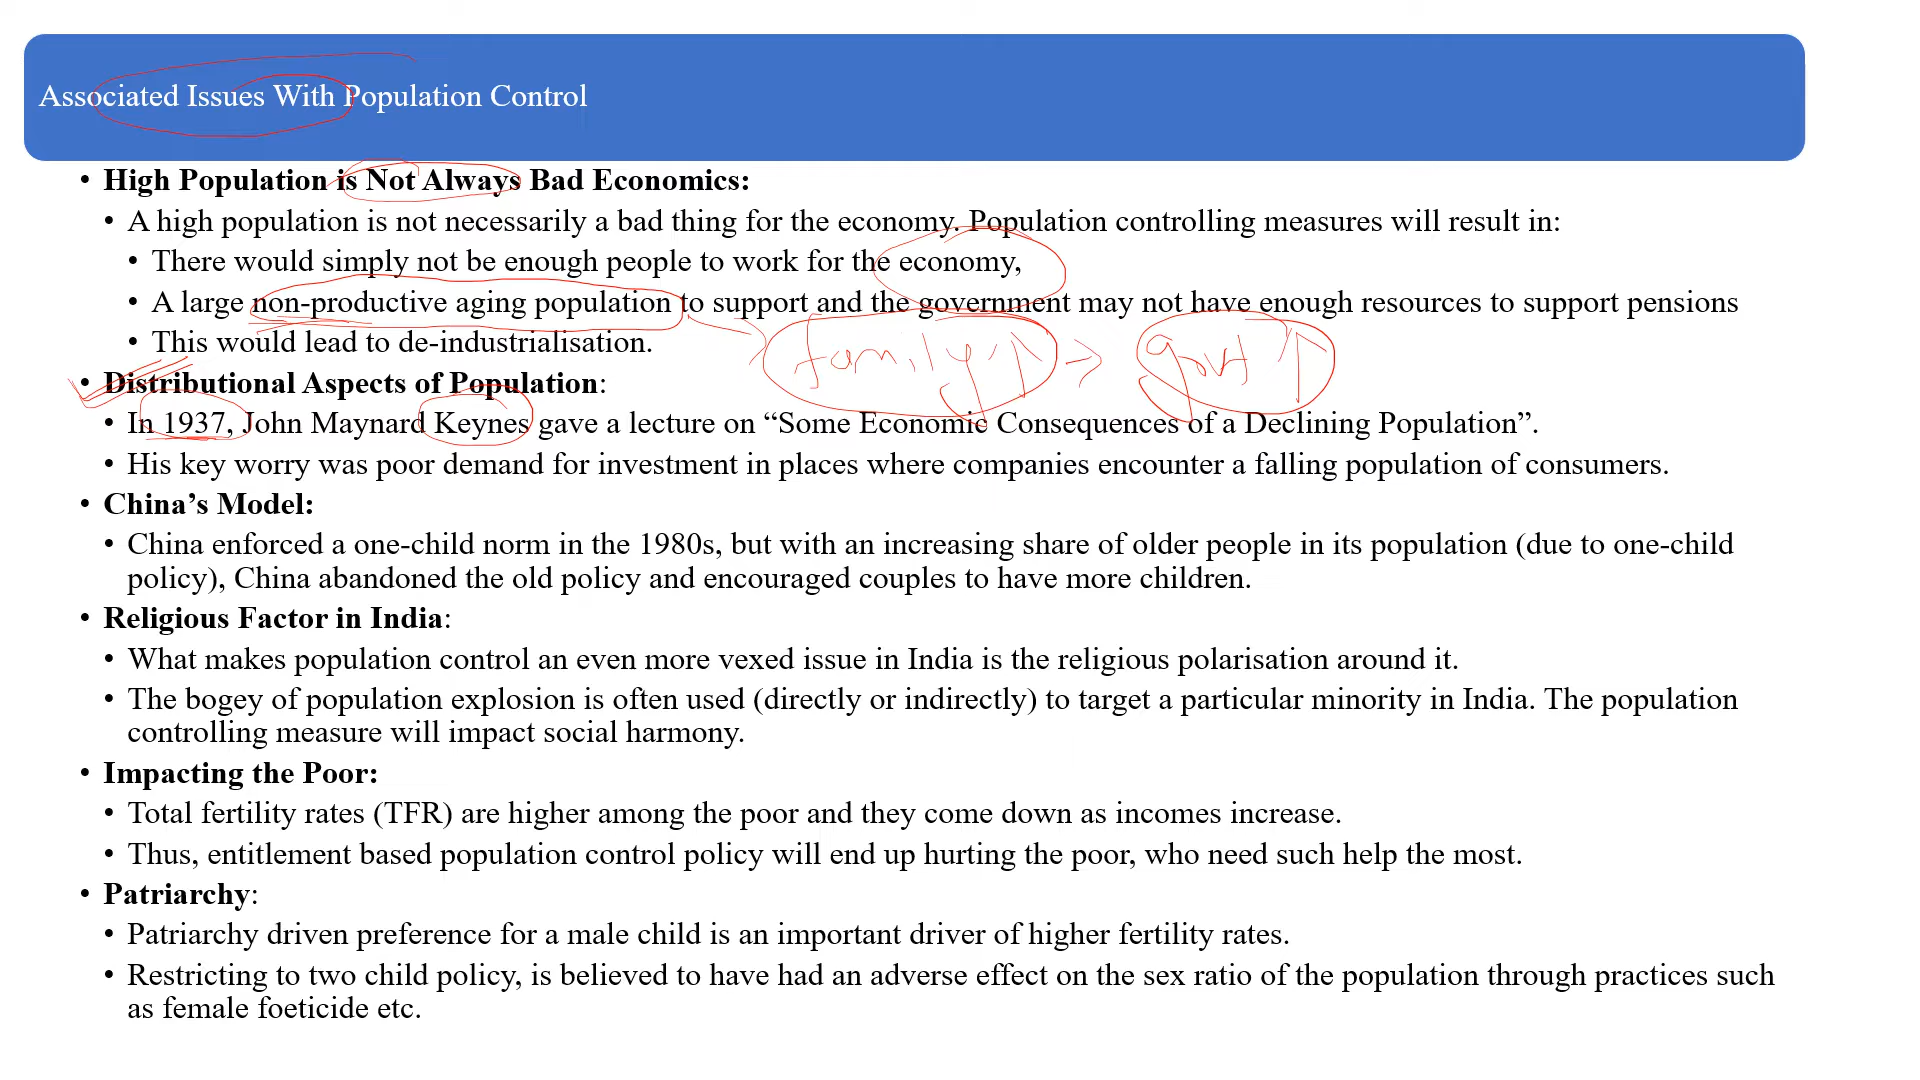 Associated Issues With Population Control
• High Population is Not Always Bad Economics:
• A high population is not necessarily a bad thing for the economy. Population controlling measures will result in:
• There would simply not be enough people to work for the economy,
• A large non-productive aging population to support and the government may not have enough resources to support pensions
• This would lead to de-industrialisation.
family ↑ → govt ↑
• Distributional Aspects of Population:
• In 1937, John Maynard Keynes gave a lecture on “Some Economic Consequences of a Declining Population”.
• His key worry was poor demand for investment in places where companies encounter a falling population of consumers.
• China’s Model:
• China enforced a one-child norm in the 1980s, but with an increasing share of older people in its population (due to one-child
policy), China abandoned the old policy and encouraged couples to have more children.
• Religious Factor in India:
• What makes population control an even more vexed issue in India is the religious polarisation around it.
• The bogey of population explosion is often used (directly or indirectly) to target a particular minority in India. The population
controlling measure will impact social harmony.
• Impacting the Poor:
• Total fertility rates (TFR) are higher among the poor and they come down as incomes increase.
• Thus, entitlement based population control policy will end up hurting the poor, who need such help the most.
• Patriarchy:
• Patriarchy driven preference for a male child is an important driver of higher fertility rates.
• Restricting to two child policy, is believed to have had an adverse effect on the sex ratio of the population through practices such
as female foeticide etc.